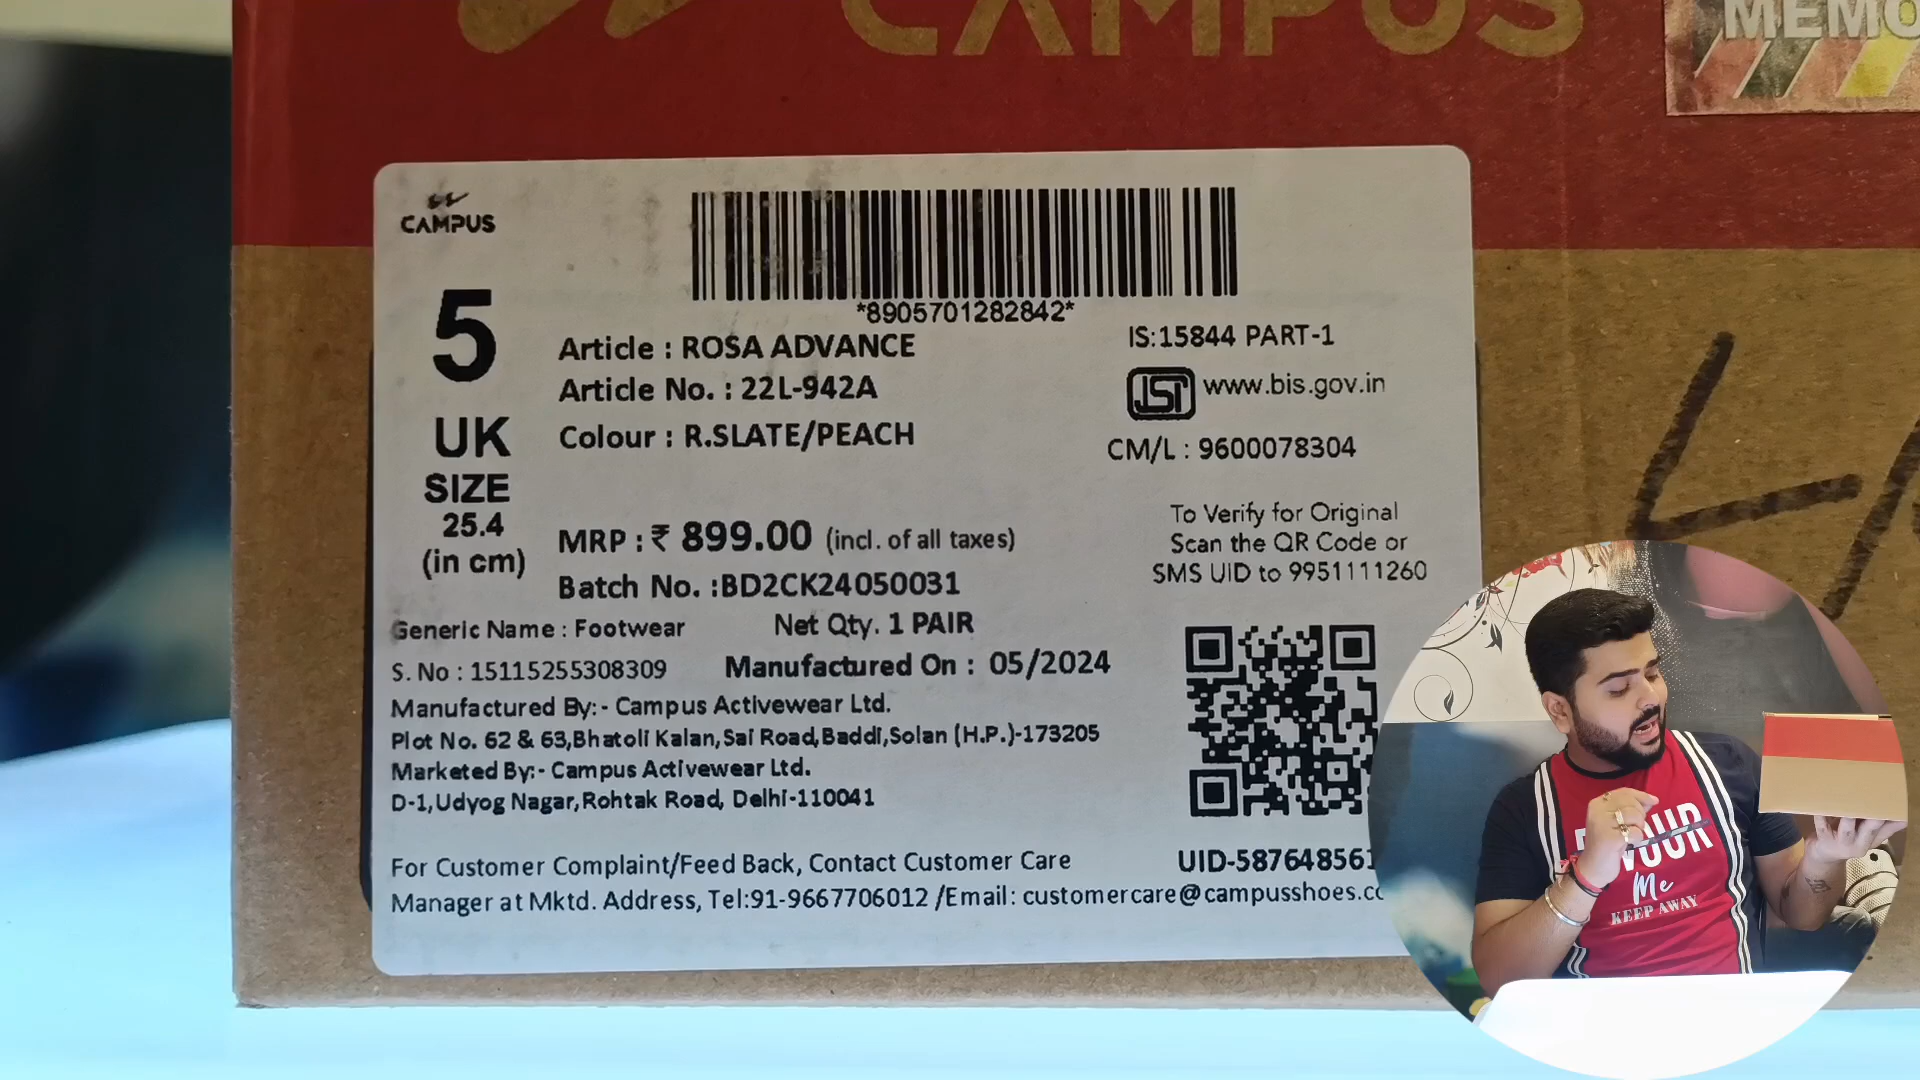 CAMPUS
MEMO
CAMPUS
*8905701282842*
5
UK
SIZE
25.4
(in cm)
Article : ROSA ADVANCE
Article No. : 22L-942A
Colour : R.SLATE/PEACH
MRP : ₹ 899.00 (incl. of all taxes)
Batch No. :BD2CK24050031
IS:15844 PART-1
ISI www.bis.gov.in
CM/L : 9600078304
To Verify for Original
Scan the QR Code or
SMS UID to 9951111260
Generic Name : Footwear Net Qty. 1 PAIR
S. No : 15115255308309 Manufactured On : 05/2024
Manufactured By:- Campus Activewear Ltd.
Plot No. 62 & 63,Bhatoli Kalan,Sai Road,Baddi,Solan (H.P.)-173205
Marketed By:- Campus Activewear Ltd.
D-1,Udyog Nagar,Rohtak Road, Delhi-110041
UID-587648561
For Customer Complaint/Feed Back, Contact Customer Care
Manager at Mktd. Address, Tel:91-9667706012 /Email: customercare@campusshoes.c
Me
KEEP AWAY